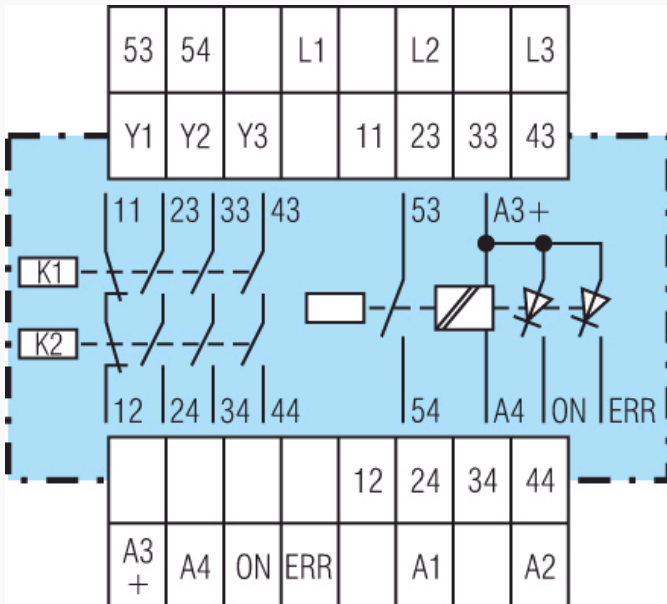 53 54 L1 L2 L3
Y1 Y2 Y3 11 23 33 43
11 23 33 43 53 A3+
K1
K2
12 24 34 44 54 A4 ON ERR
12 24 34 44
A3+ A4 ON ERR A1 A2